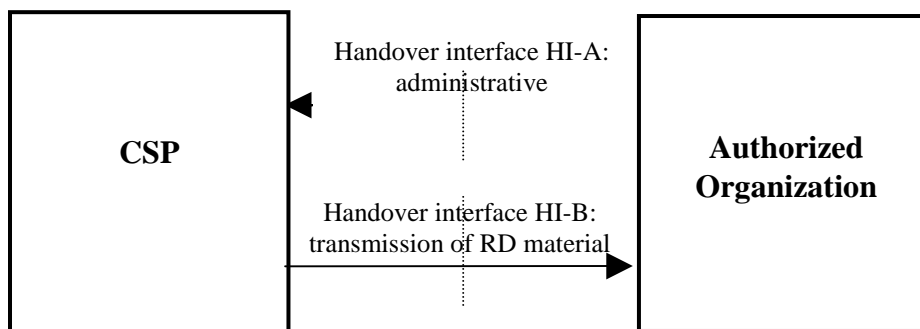 Handover interface HI-A:
administrative
CSP
Authorized
Organization
Handover interface HI-B:
transmission of RD material